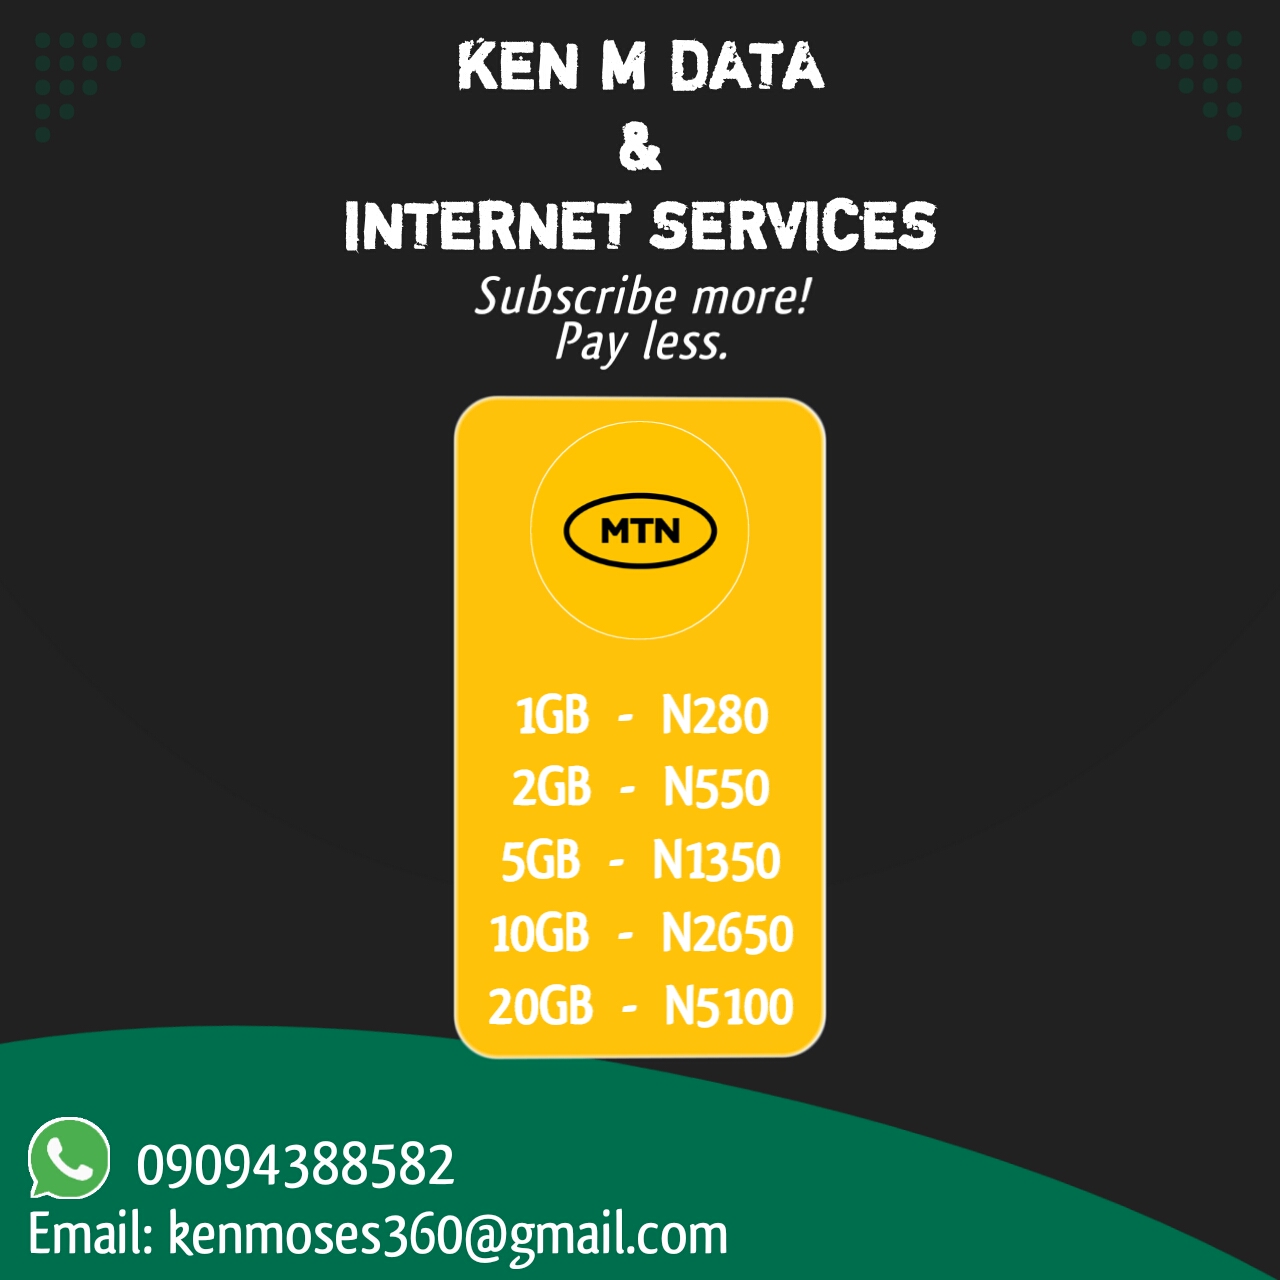 KEN M DATA
&
INTERNET SERVICES
Subscribe more!
Pay less.
MTN
1GB - N280
2GB - N550
5GB - N1350
10GB - N2650
20GB - N5100
09094388582
Email: kenmoses360@gmail.com